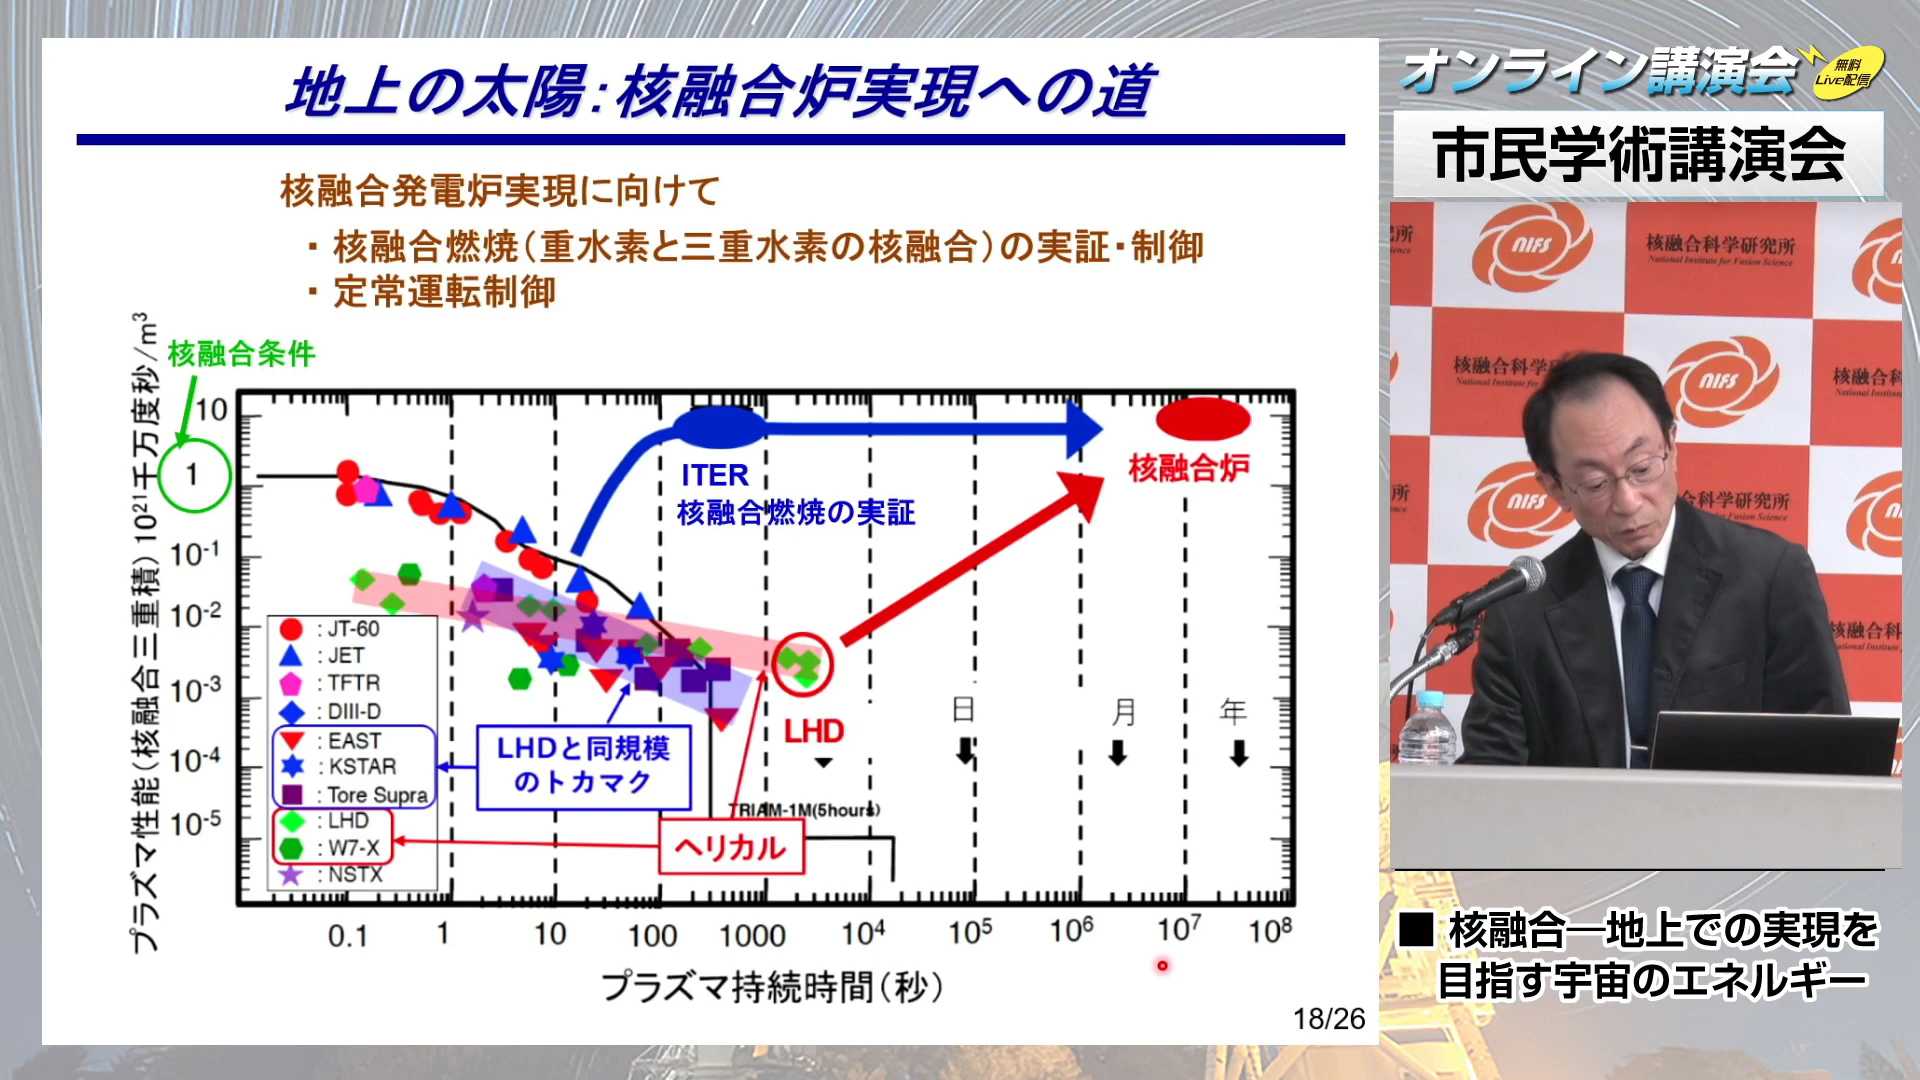 地上の太陽:核融合炉実現への道
核融合発電炉実現に向けて
・核融合燃焼(重水素と三重水素の核融合)の実証・制御
・定常運転制御
プラズマ性能(核融合三重積) 10²¹千万度秒/m³
核融合条件
10
1
10⁻¹
10⁻²
10⁻³
10⁻⁴
10⁻⁵
: JT-60
: JET
: TFTR
: DIII-D
: EAST
: KSTAR
: Tore Supra
: LHD
: W7-X
: NSTX
ITER
核融合燃焼の実証
核融合炉
LHD
LHDと同規模
のトカマク
ヘリカル
TRIAM-1M(5hours)
日
月
年
0.1 1 10 100 1000 10⁴ 10⁵ 10⁶ 10⁷ 10⁸
プラズマ持続時間(秒)
18/26
オンライン講演会
無料
Live配信
市民学術講演会
NIFS
核融合科学研究所
National Institute for Fusion Science
NIFS
NIFS
NIFS
■ 核融合―地上での実現を
目指す宇宙のエネルギー